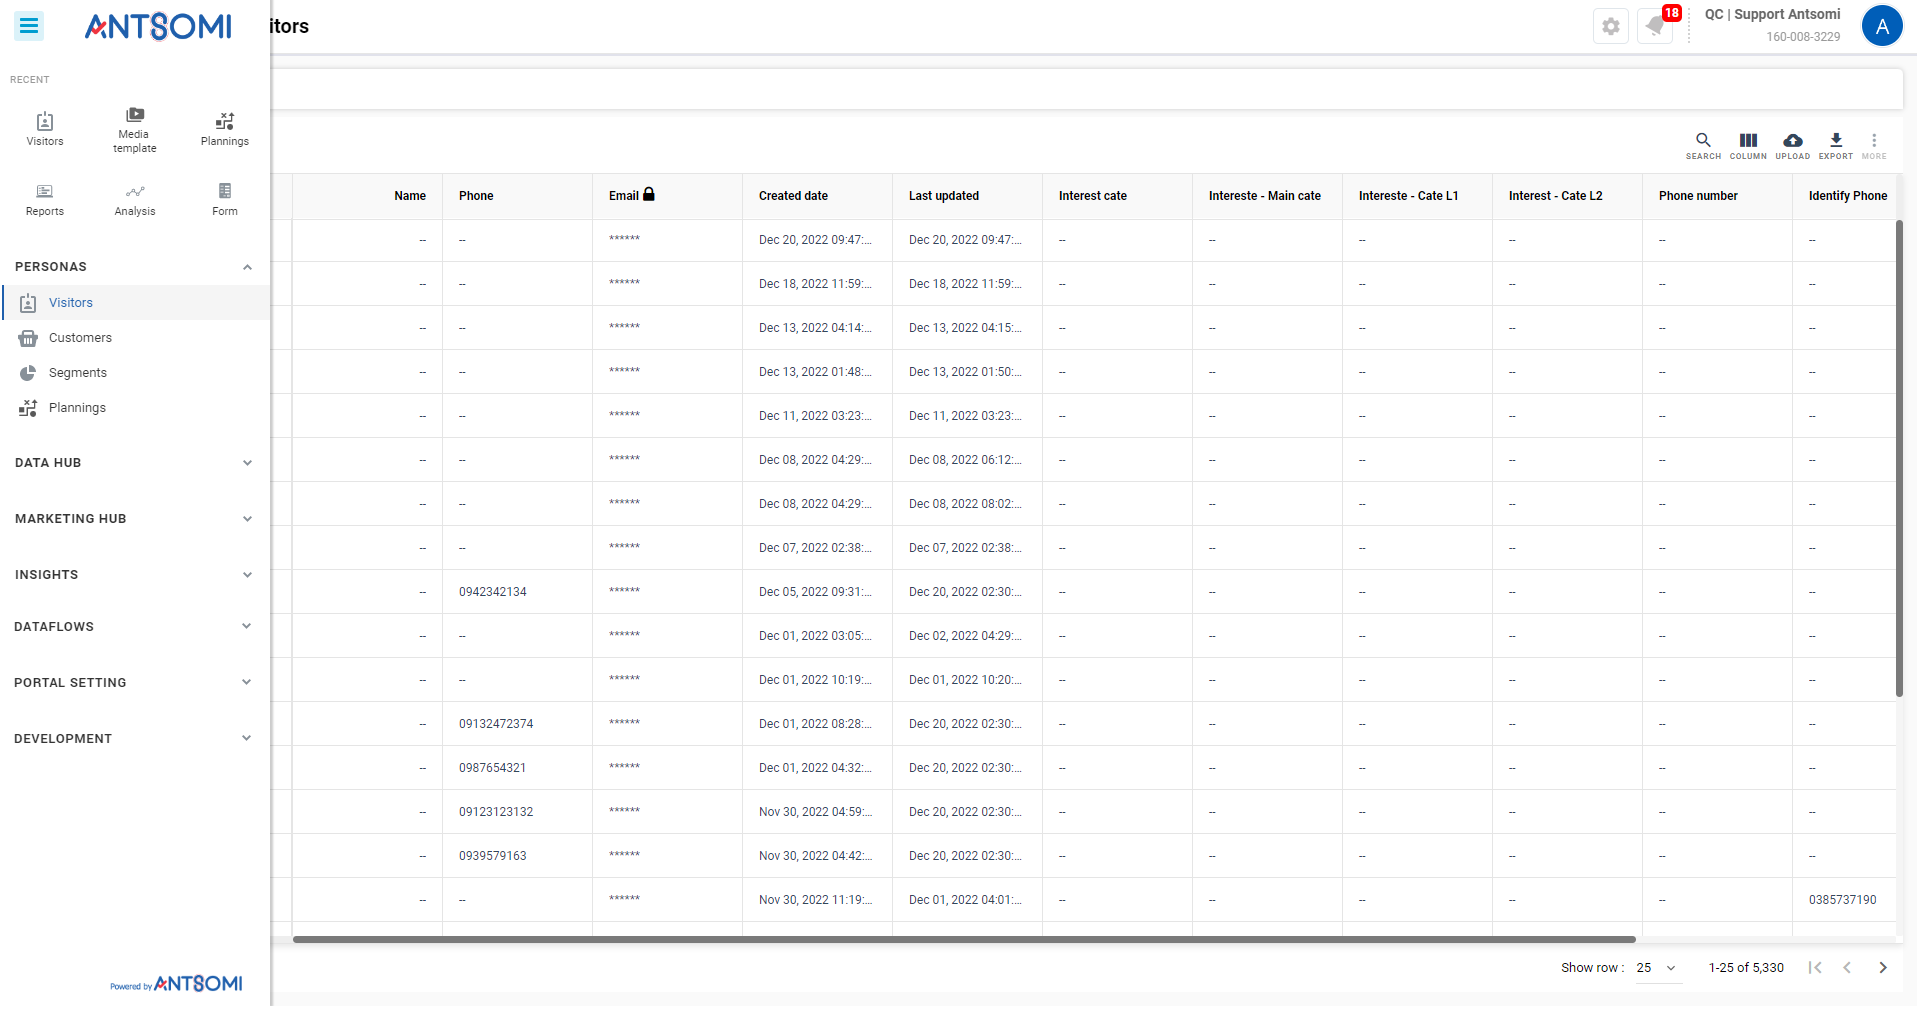 ANTSOMI
itors
18
QC | Support Antsomi
160-008-3229
A
RECENT
Visitors
Media template
Plannings
Reports
Analysis
Form
PERSONAS
Visitors
Customers
Segments
Plannings
DATA HUB
MARKETING HUB
INSIGHTS
DATAFLOWS
PORTAL SETTING
DEVELOPMENT
Powered by ANTSOMI
SEARCH COLUMN UPLOAD EXPORT MORE
Name Phone Email Created date Last updated Interest cate Intereste - Main cate Intereste - Cate L1 Interest - Cate L2 Phone number Identify Phone
-- -- ****** Dec 20, 2022 09:47:... Dec 20, 2022 09:47:... -- -- -- -- -- --
-- -- ****** Dec 18, 2022 11:59:... Dec 18, 2022 11:59:... -- -- -- -- -- --
-- -- ****** Dec 13, 2022 04:14:... Dec 13, 2022 04:15:... -- -- -- -- -- --
-- -- ****** Dec 13, 2022 01:48:... Dec 13, 2022 01:50:... -- -- -- -- -- --
-- -- ****** Dec 11, 2022 03:23:... Dec 11, 2022 03:23:... -- -- -- -- -- --
-- -- ****** Dec 08, 2022 04:29:... Dec 08, 2022 06:12:... -- -- -- -- -- --
-- -- ****** Dec 08, 2022 04:29:... Dec 08, 2022 08:02:... -- -- -- -- -- --
-- -- ****** Dec 07, 2022 02:38:... Dec 07, 2022 02:38:... -- -- -- -- -- --
-- 0942342134 ****** Dec 05, 2022 09:31:... Dec 20, 2022 02:30:... -- -- -- -- -- --
-- -- ****** Dec 01, 2022 03:05:... Dec 02, 2022 04:29:... -- -- -- -- -- --
-- -- ****** Dec 01, 2022 10:19:... Dec 01, 2022 10:20:... -- -- -- -- -- --
-- 09132472374 ****** Dec 01, 2022 08:28:... Dec 20, 2022 02:30:... -- -- -- -- -- --
-- 0987654321 ****** Dec 01, 2022 04:32:... Dec 20, 2022 02:30:... -- -- -- -- -- --
-- 09123123132 ****** Nov 30, 2022 04:59:... Dec 20, 2022 02:30:... -- -- -- -- -- --
-- 0939579163 ****** Nov 30, 2022 04:42:... Dec 20, 2022 02:30:... -- -- -- -- -- --
-- -- ****** Nov 30, 2022 11:19:... Dec 01, 2022 04:01:... -- -- -- -- -- 0385737190
Show row : 25 1-25 of 5,330